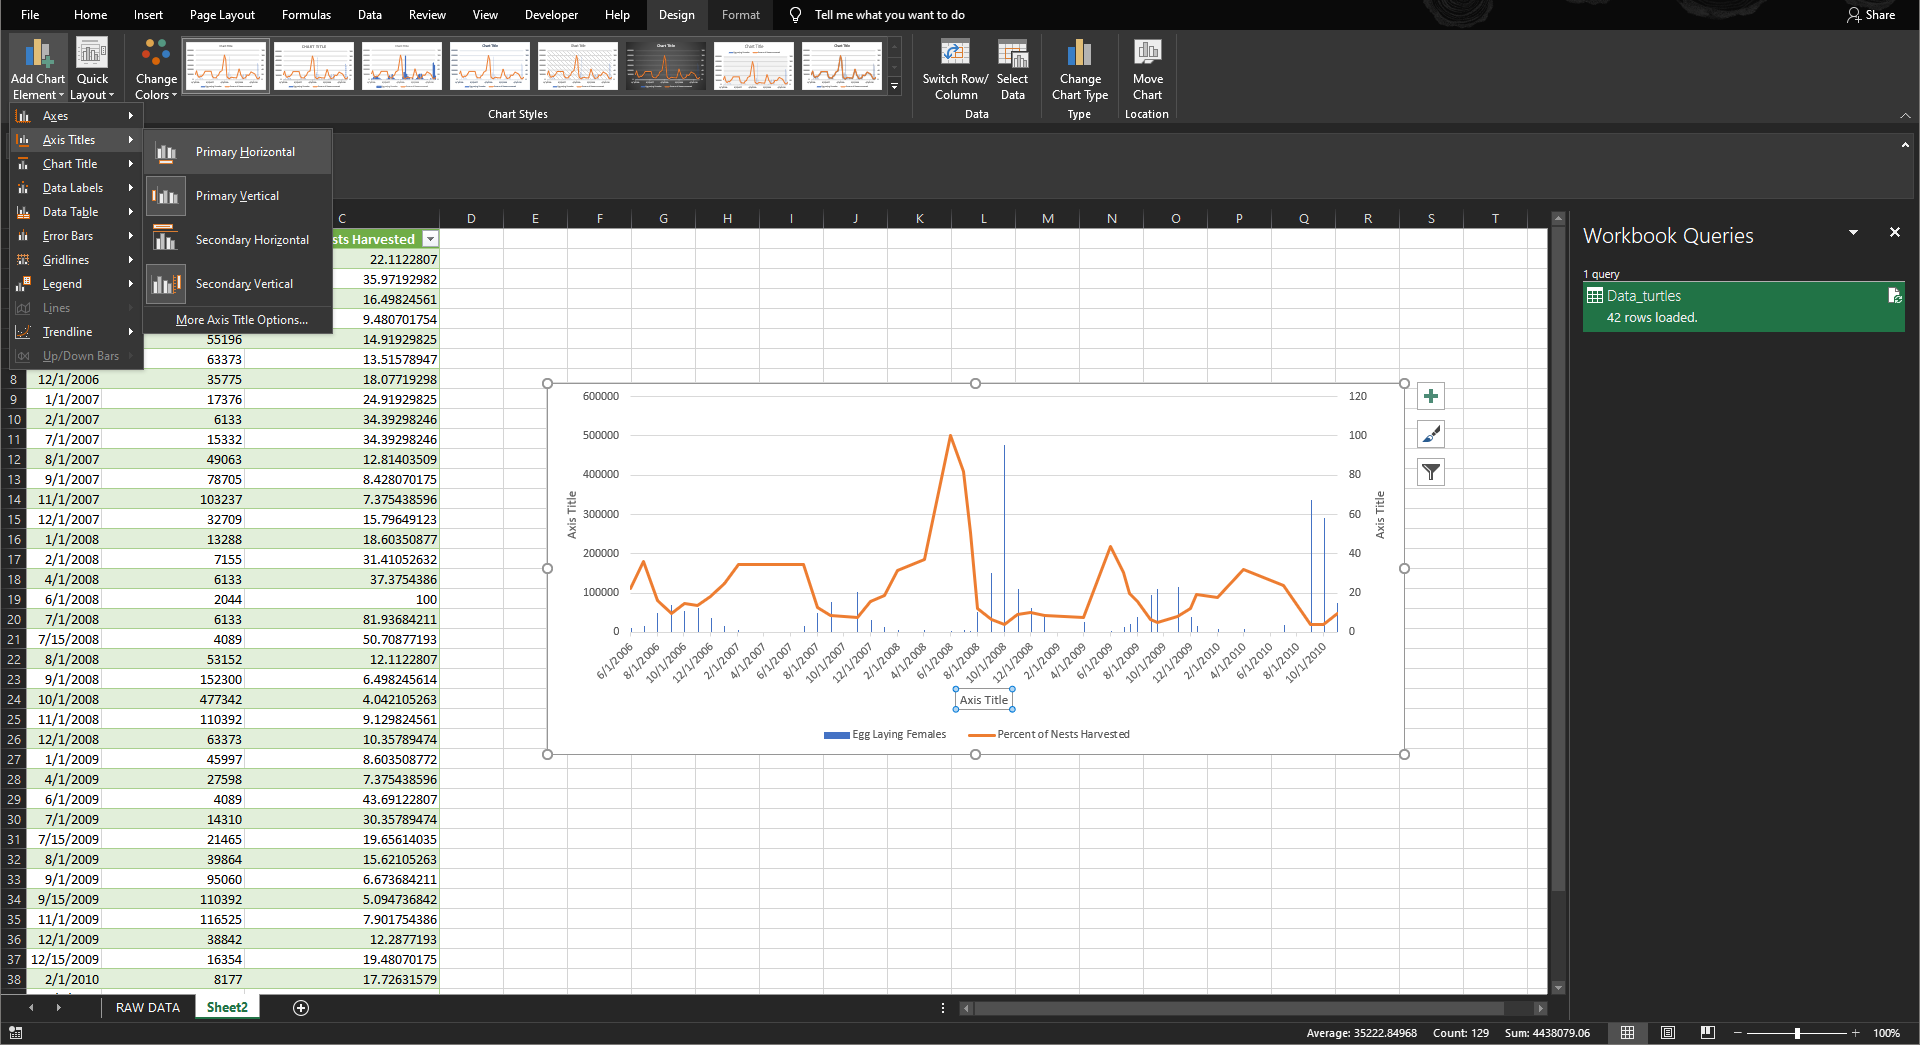 File Home Insert Page Layout Formulas Data Review View Developer Help Design Format Tell me what you want to do Share
Add Chart Element Quick Layout Change Colors Switch Row/ Column Select Data Change Chart Type Move Chart
Chart Styles Data Type Location
Axes
Axis Titles
Chart Title
Data Labels
Data Table
Error Bars
Gridlines
Legend
Lines
Trendline
Up/Down Bars
Primary Horizontal
Primary Vertical
Secondary Horizontal
Secondary Vertical
More Axis Title Options...
C D E F G H I J K L M N O P Q R S T
sts Harvested
22.1122807
35.97192982
16.49824561
9.480701754
55196 14.91929825
63373 13.51578947
8 12/1/2006 35775 18.07719298
9 1/1/2007 17376 24.91929825
10 2/1/2007 6133 34.39298246
11 7/1/2007 15332 34.39298246
12 8/1/2007 49063 12.81403509
13 9/1/2007 78705 8.428070175
14 11/1/2007 103237 7.375438596
15 12/1/2007 32709 15.79649123
16 1/1/2008 13288 18.60350877
17 2/1/2008 7155 31.41052632
18 4/1/2008 6133 37.3754386
19 6/1/2008 2044 100
20 7/1/2008 6133 81.93684211
21 7/15/2008 4089 50.70877193
22 8/1/2008 53152 12.1122807
23 9/1/2008 152300 6.498245614
24 10/1/2008 477342 4.042105263
25 11/1/2008 110392 9.129824561
26 12/1/2008 63373 10.35789474
27 1/1/2009 45997 8.603508772
28 4/1/2009 27598 7.375438596
29 6/1/2009 4089 43.69122807
30 7/1/2009 14310 30.35789474
31 7/15/2009 21465 19.65614035
32 8/1/2009 39864 15.62105263
33 9/1/2009 95060 6.673684211
34 9/15/2009 110392 5.094736842
35 11/1/2009 116525 7.901754386
36 12/1/2009 38842 12.2877193
37 12/15/2009 16354 19.48070175
38 2/1/2010 8177 17.72631579
600000 120
500000 100
400000 80
300000 60
200000 40
100000 20
0 0
Axis Title
Axis Title
6/1/2006 8/1/2006 10/1/2006 12/1/2006 2/1/2007 4/1/2007 6/1/2007 8/1/2007 10/1/2007 12/1/2007 2/1/2008 4/1/2008 6/1/2008 8/1/2008 10/1/2008 12/1/2008 2/1/2009 4/1/2009 6/1/2009 8/1/2009 10/1/2009 12/1/2009 2/1/2010 4/1/2010 6/1/2010 8/1/2010 10/1/2010
Axis Title
Egg Laying Females Percent of Nests Harvested
Workbook Queries
1 query
Data_turtles
42 rows loaded.
RAW DATA Sheet2
Average: 35222.84968 Count: 129 Sum: 4438079.06 100%